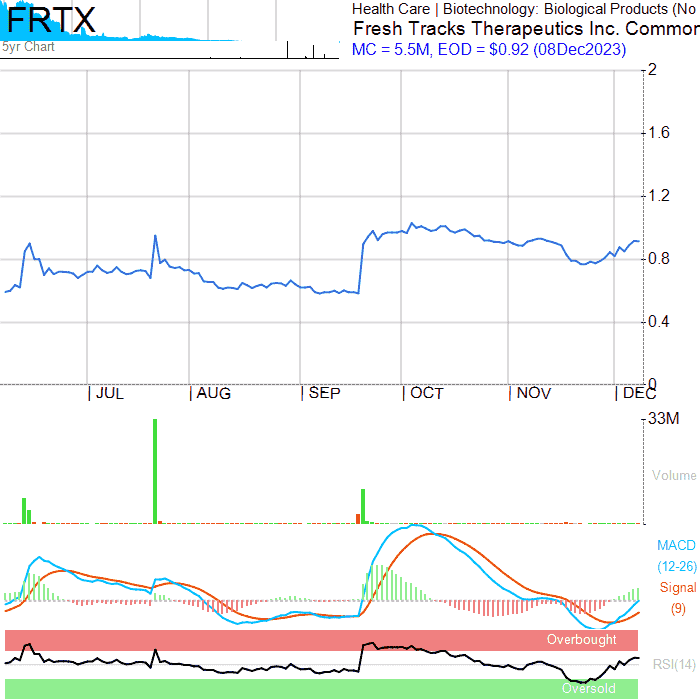 FRTX
5yr Chart
Health Care | Biotechnology: Biological Products (No
Fresh Tracks Therapeutics Inc. Common
MC = 5.5M, EOD = $0.92 (08Dec2023)
2
1.6
1.2
0.8
0.4
0
JUL AUG SEP OCT NOV DEC
33M
Volume
MACD
(12-26)
Signal
(9)
Overbought
RSI(14)
Oversold